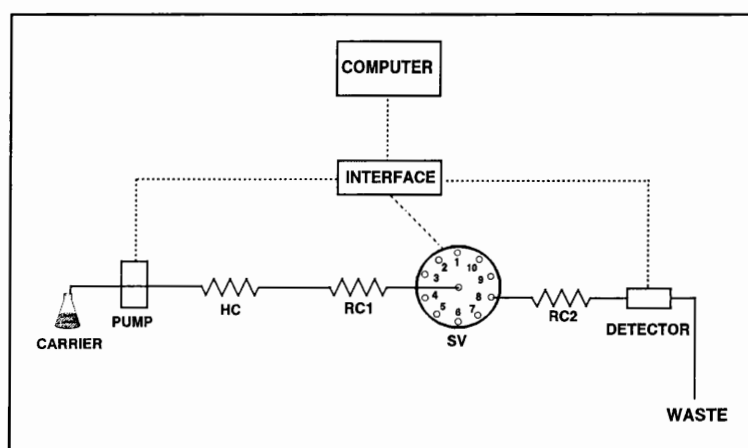 COMPUTER
INTERFACE
1
2
10
3
9
4
8
5
7
6
CARRIER
PUMP
HC
RC1
SV
RC2
DETECTOR
WASTE